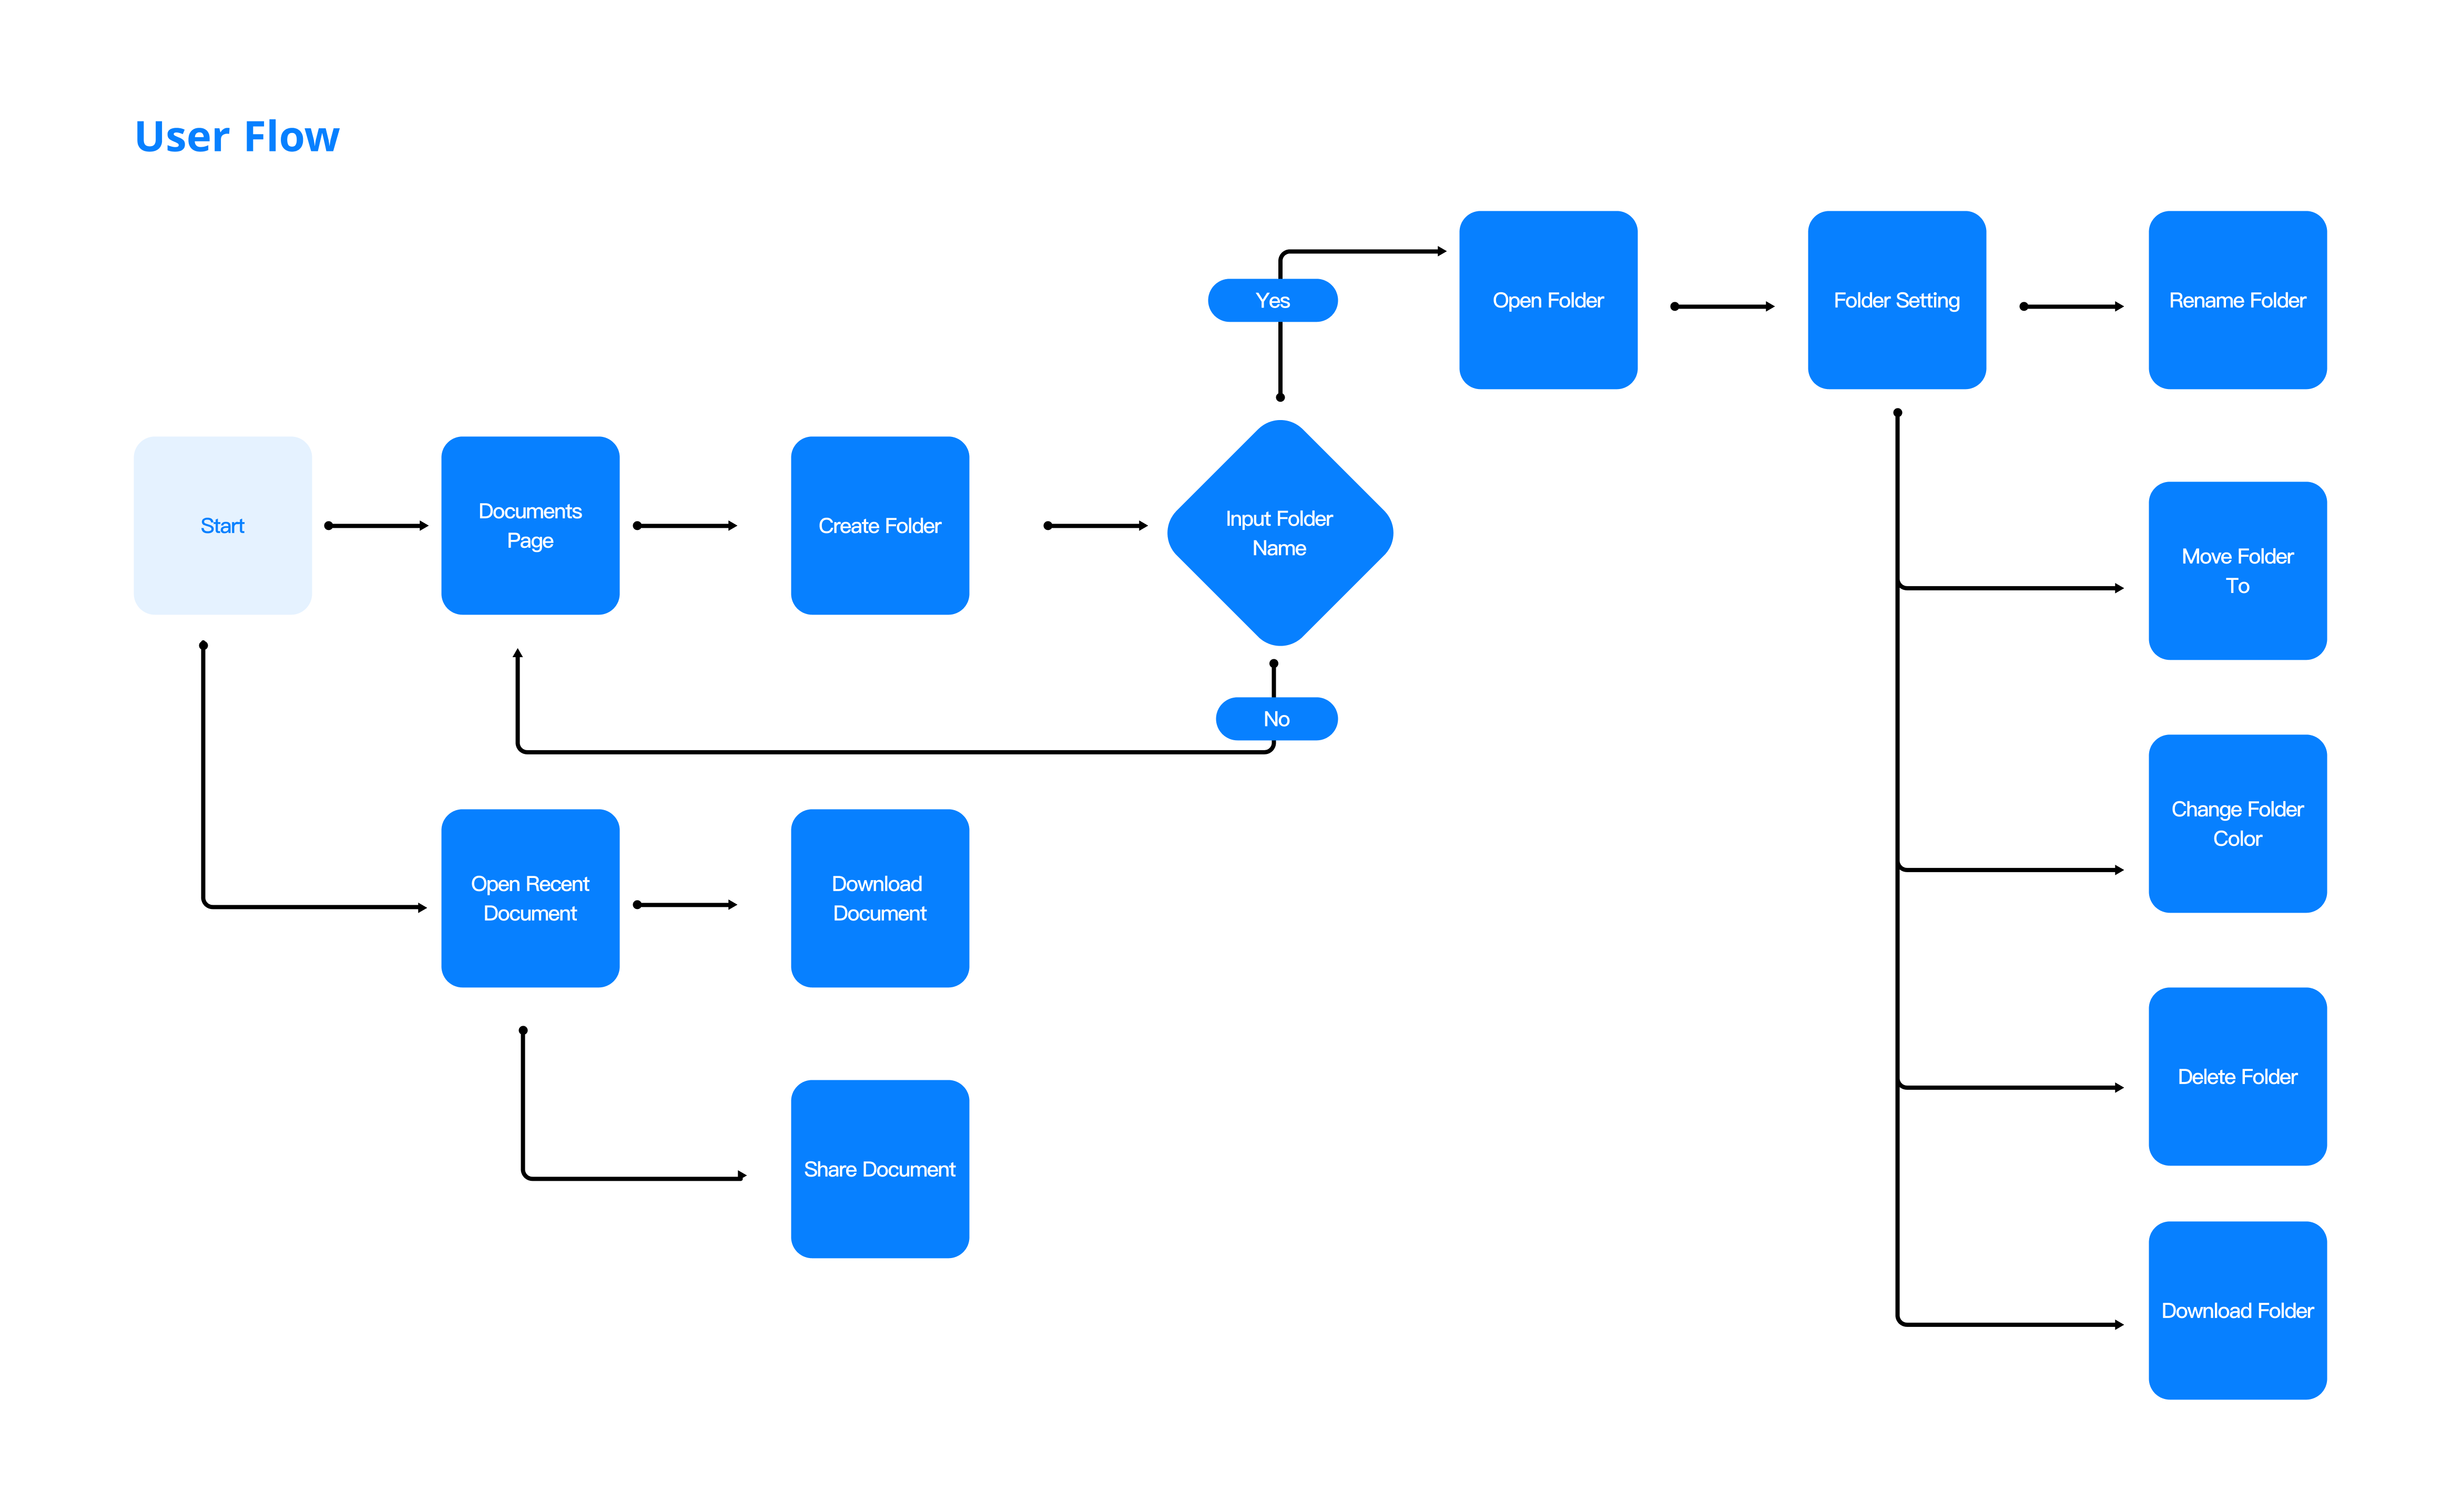 User Flow
Yes
Open Folder
Folder Setting
Rename Folder
Start
Documents
Page
Create Folder
Input Folder
Name
Move Folder
To
No
Open Recent
Document
Download
Document
Change Folder
Color
Share Document
Delete Folder
Download Folder